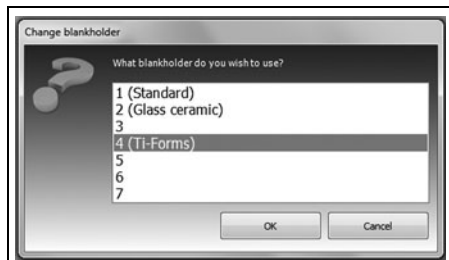 Change blankholder
What blankholder do you wish to use?
1 (Standard)
2 (Glass ceramic)
3
4 (Ti-Forms)
5
6
7
OK Cancel